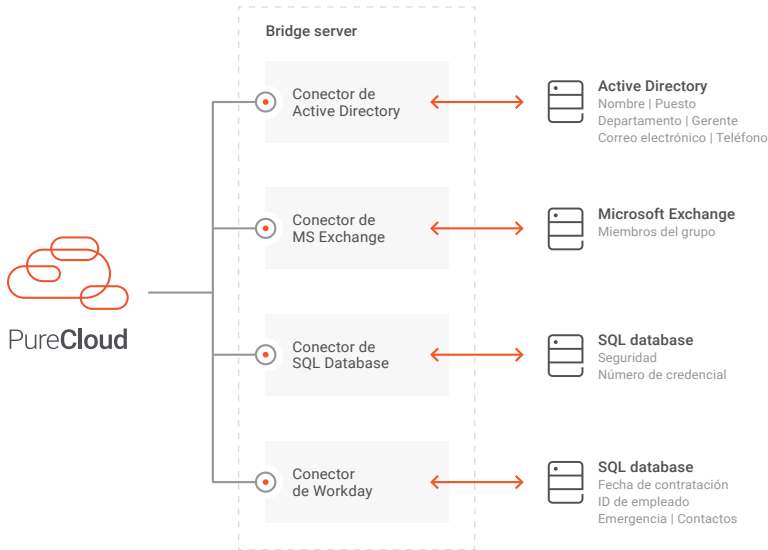 Bridge server
Conector de
Active Directory
Active Directory
Nombre | Puesto
Departamento | Gerente
Correo electrónico | Teléfono
Conector de
MS Exchange
Microsoft Exchange
Miembros del grupo
PureCloud
Conector de
SQL Database
SQL database
Seguridad
Número de credencial
Conector
de Workday
SQL database
Fecha de contratación
ID de empleado
Emergencia | Contactos